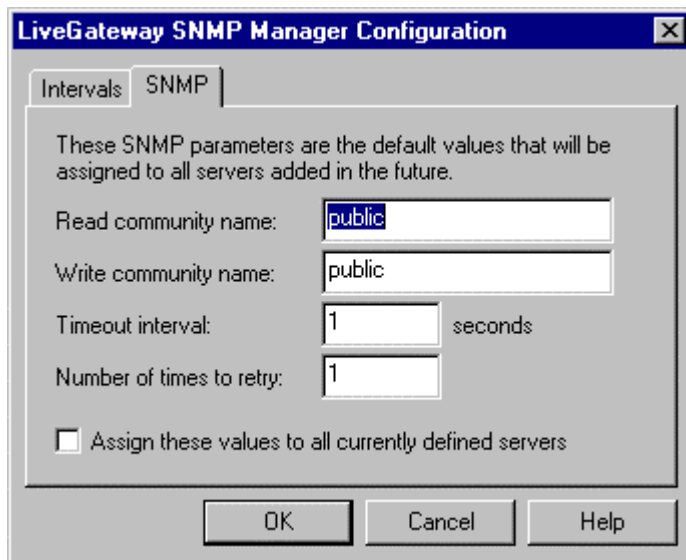 LiveGateway SNMP Manager Configuration
Intervals SNMP
These SNMP parameters are the default values that will be
assigned to all servers added in the future.
Read community name: public
Write community name: public
Timeout interval: 1 seconds
Number of times to retry: 1
Assign these values to all currently defined servers
OK Cancel Help